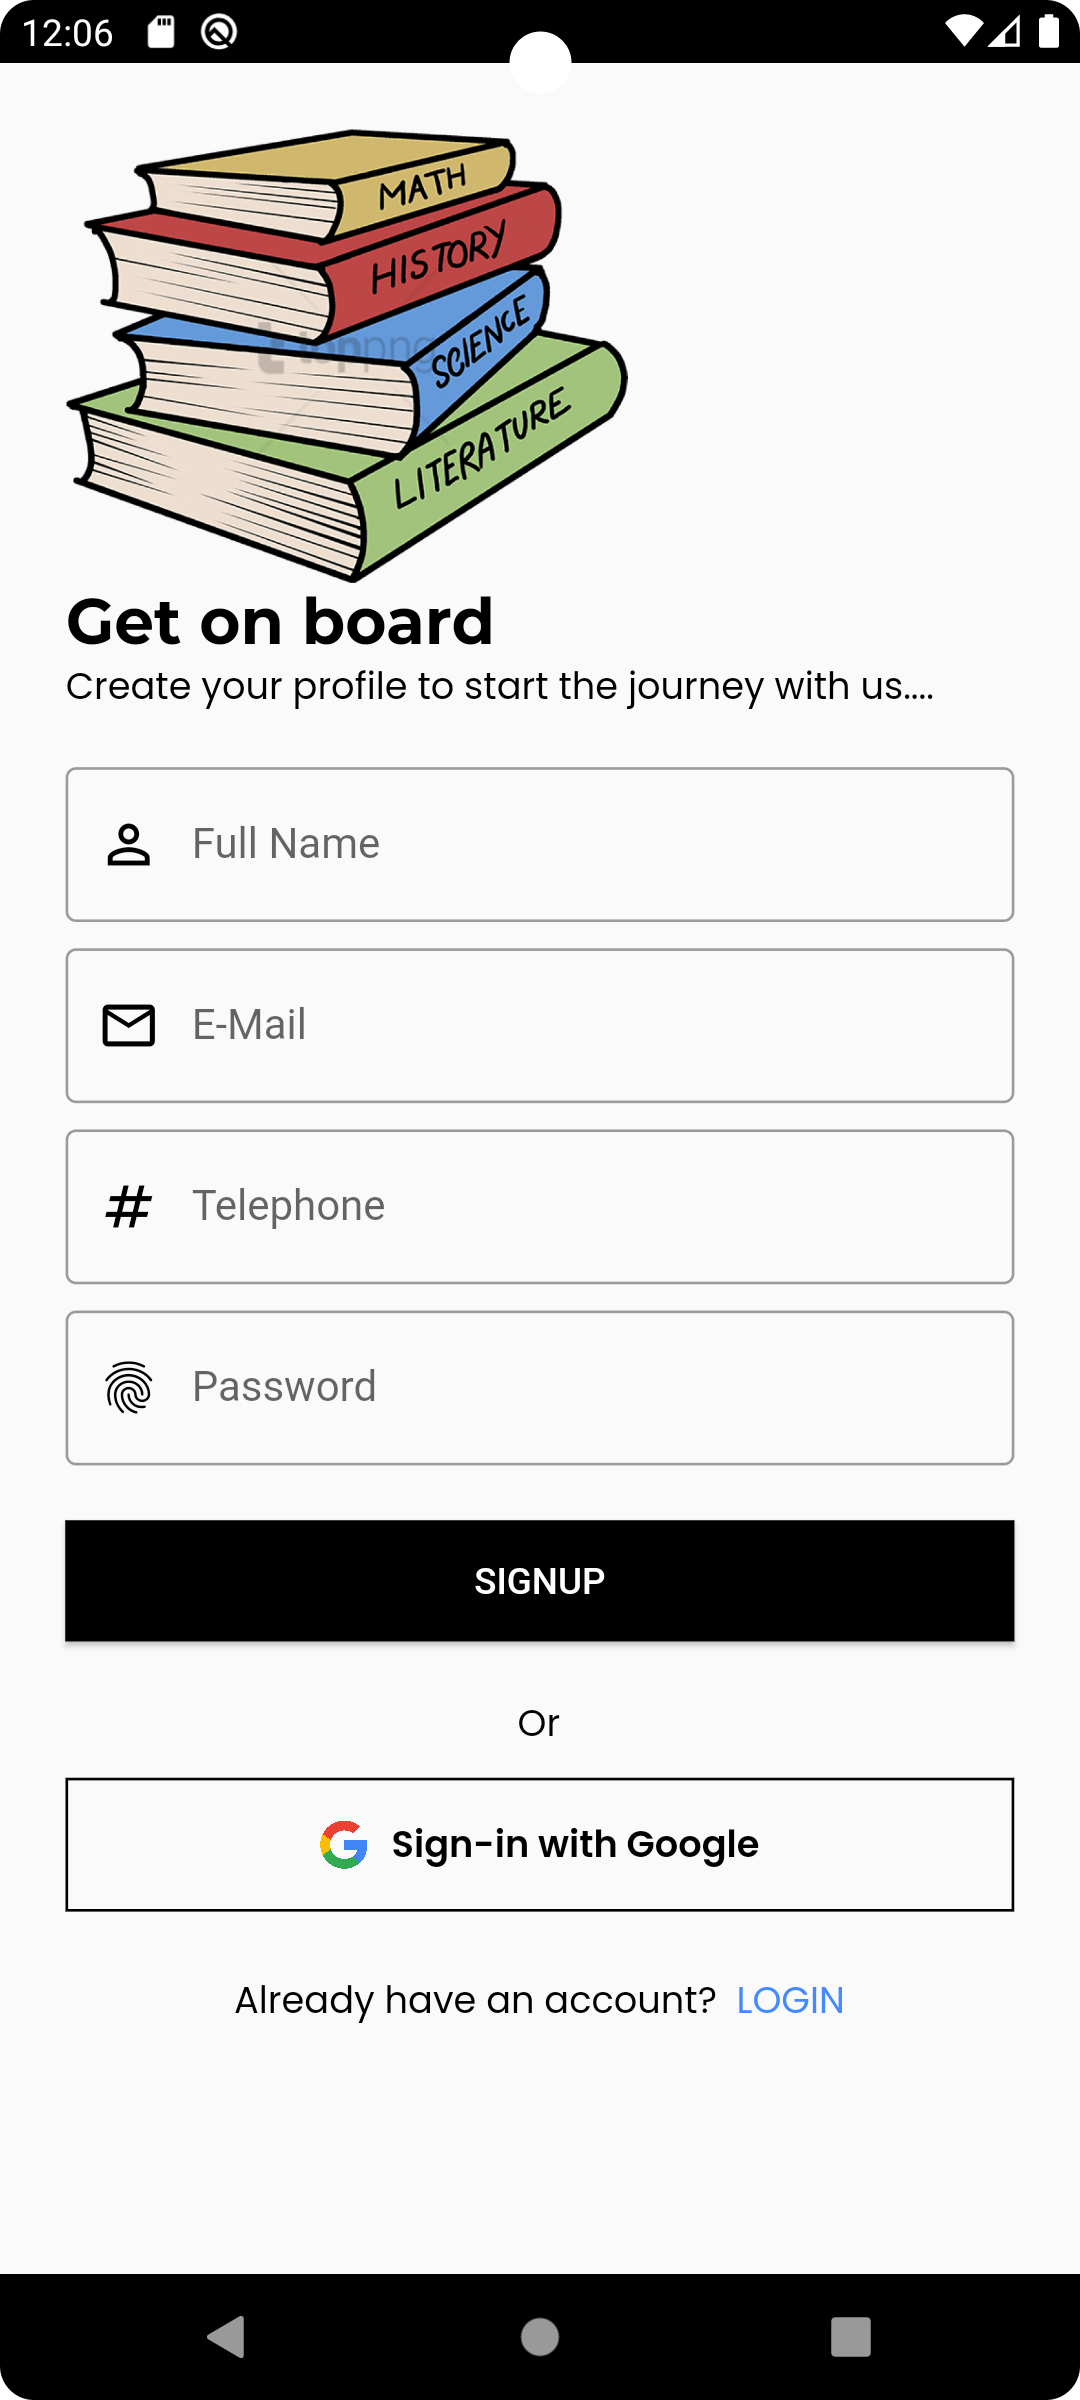 12:06
MATH
HISTORY
SCIENCE
toppng
LITERATURE
Get on board
Create your profile to start the journey with us....
Full Name
E-Mail
# Telephone
Password
SIGNUP
Or
Sign-in with Google
Already have an account? LOGIN